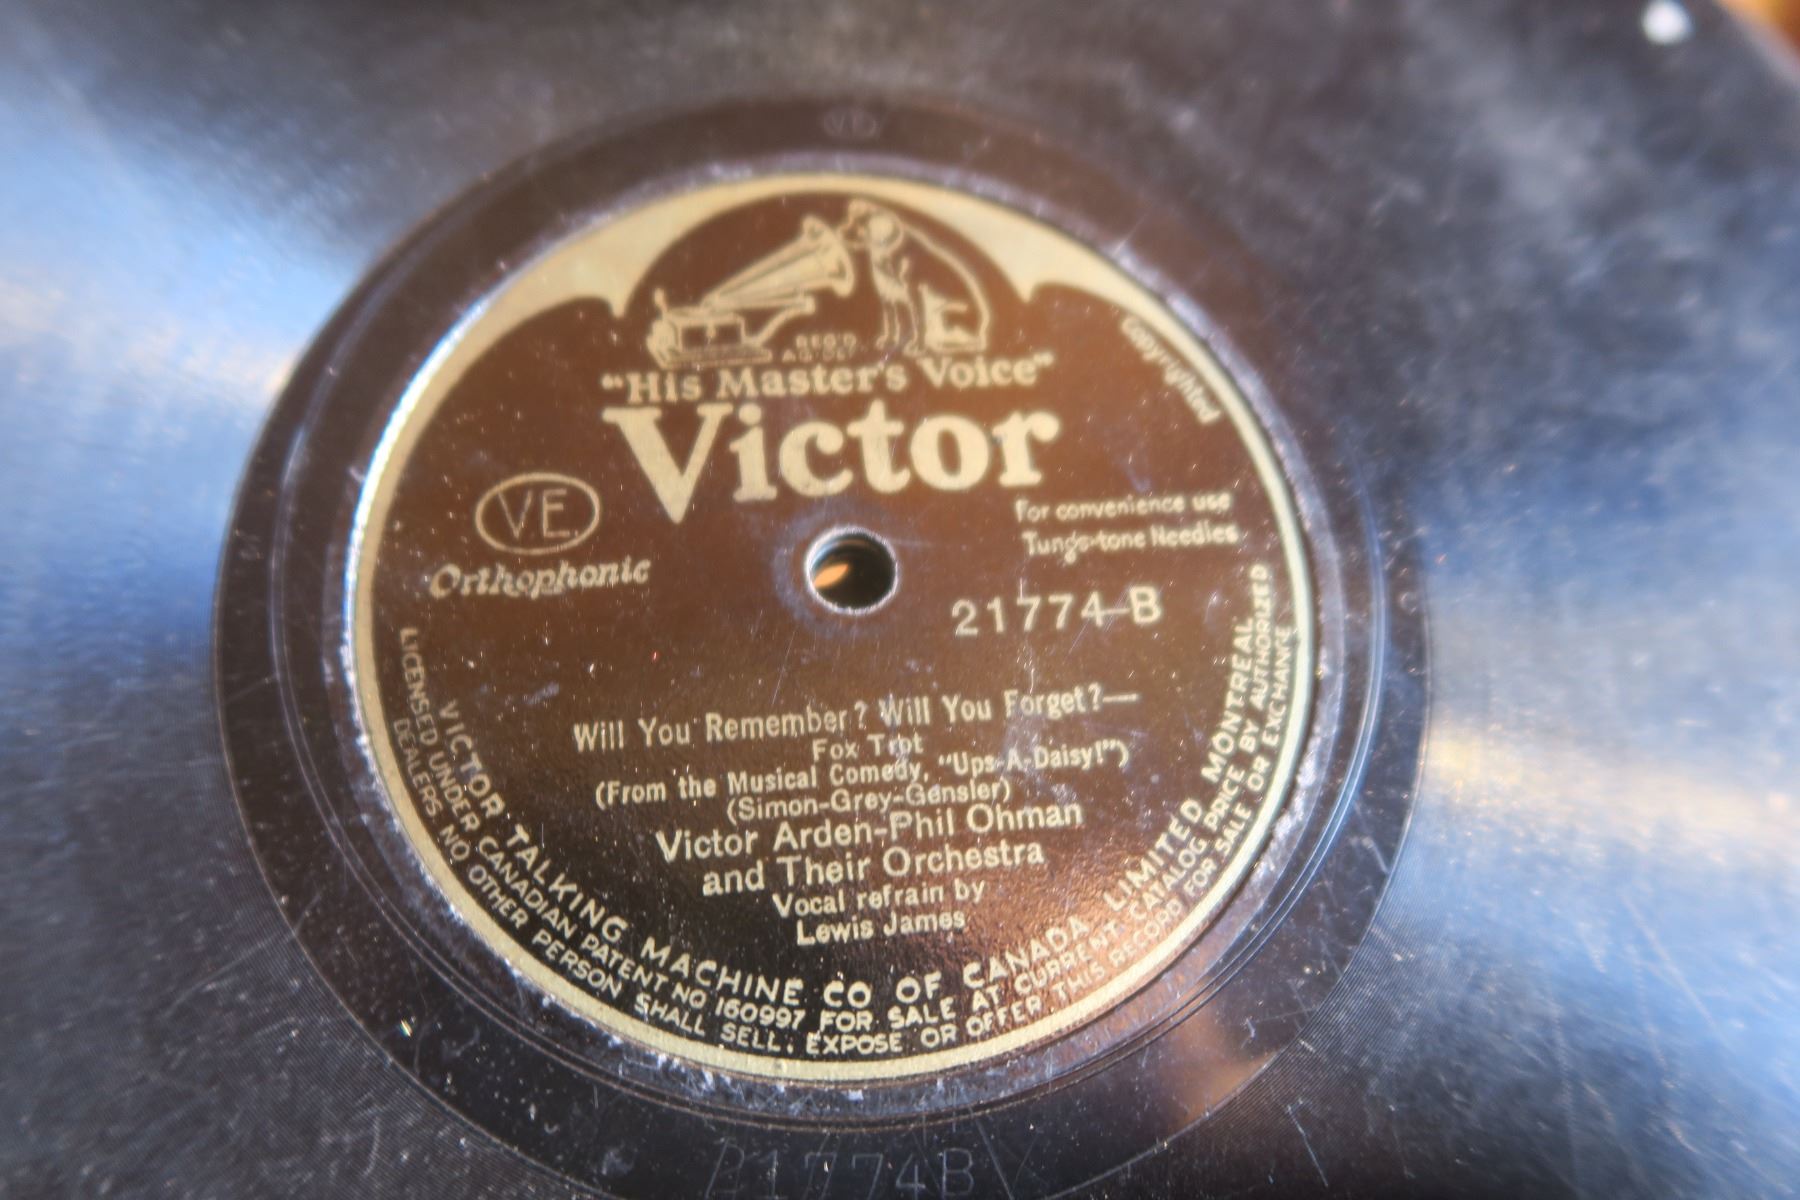 VE
REG'D
"His Master's Voice"
Victor
Copyrighted
VE
Orthophonic
For convenience use
Tungs-tone Needles
21774-B
Will You Remember? Will You Forget?—
Fox Trot
(From the Musical Comedy, "Ups-A-Daisy!")
(Simon-Grey-Gensler)
Victor Arden-Phil Ohman
and Their Orchestra
Vocal refrain by
Lewis James
VICTOR TALKING MACHINE CO OF CANADA, LIMITED MONTREAL
LICENSED UNDER CANADIAN PATENT NO 160997 FOR SALE AT CURRENT CATALOG PRICE BY AUTHORIZED
DEALERS. NO OTHER PERSON SHALL SELL, EXPOSE OR OFFER THIS RECORD FOR SALE OR EXCHANGE
21774B